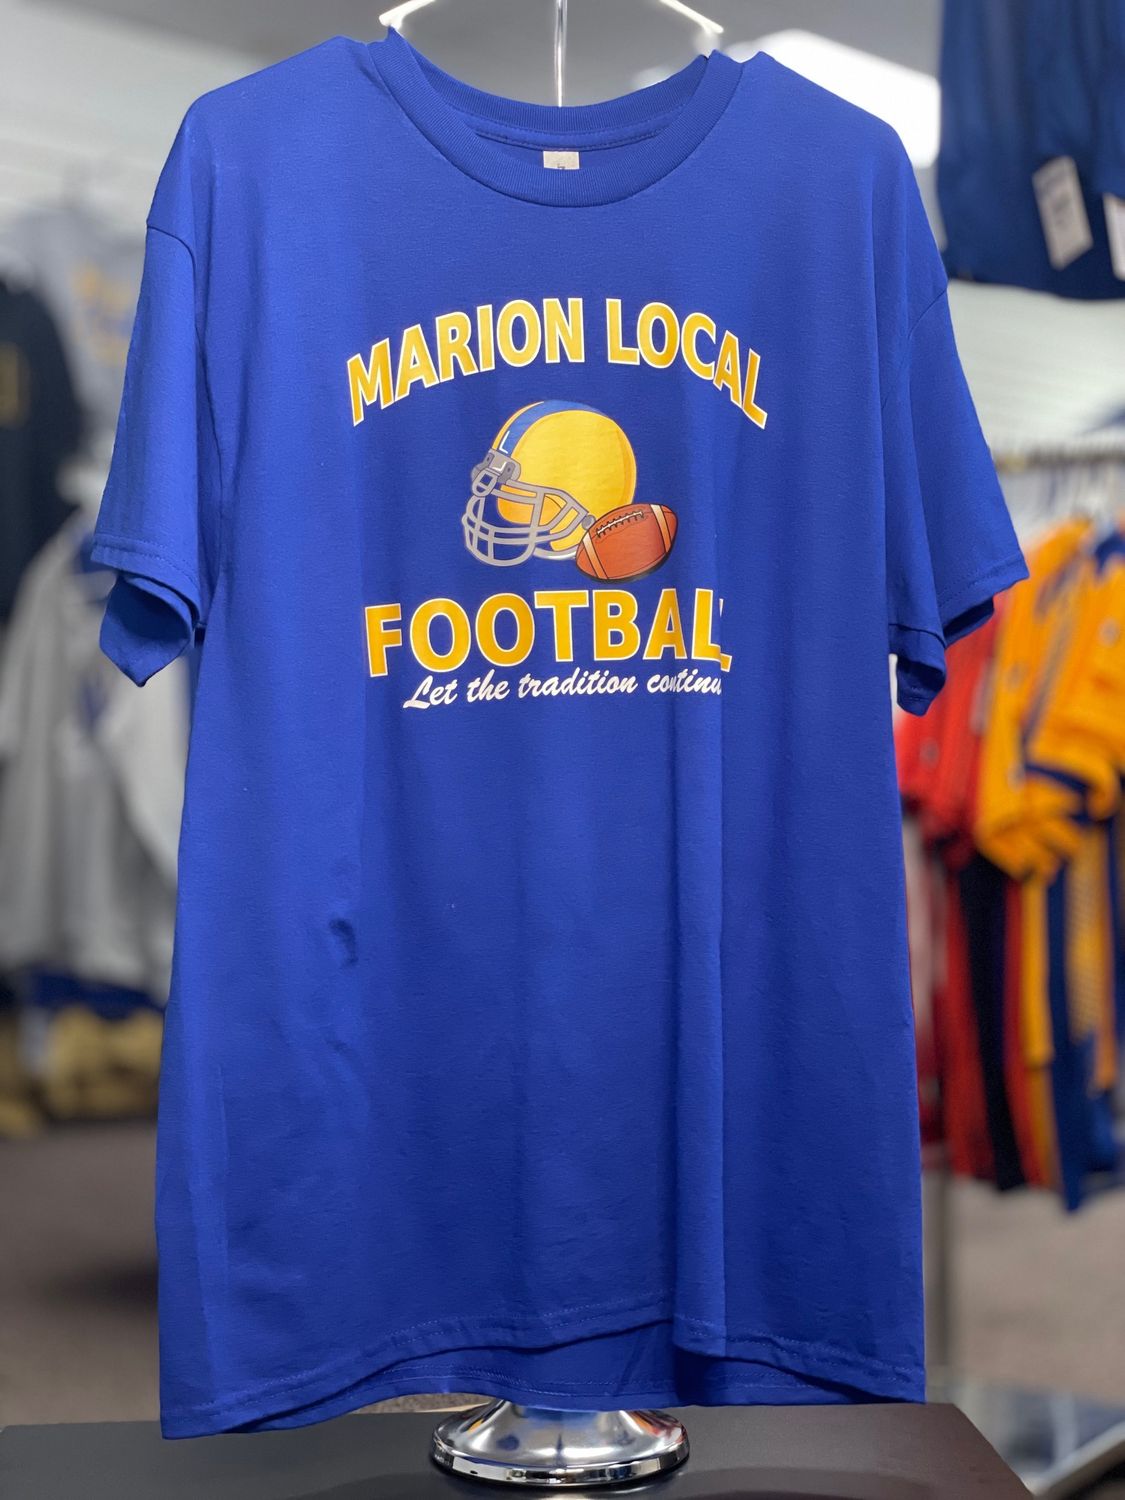 MARION LOCAL
FOOTBALL
Let the tradition continu